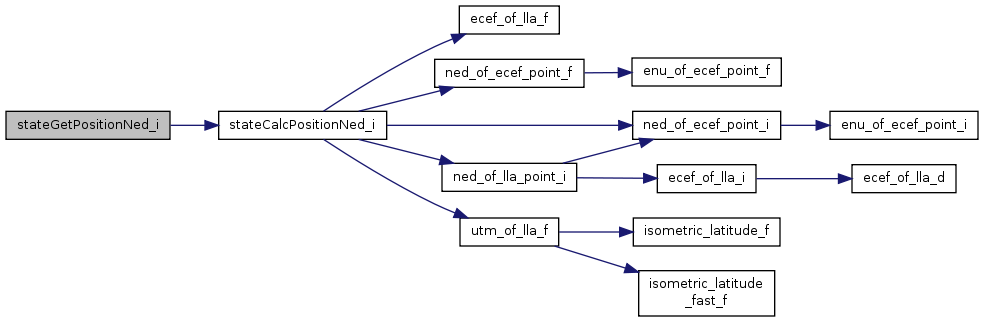 stateGetPositionNed_i
stateCalcPositionNed_i
ecef_of_lla_f
ned_of_ecef_point_f
enu_of_ecef_point_f
ned_of_ecef_point_i
enu_of_ecef_point_i
ned_of_lla_point_i
ecef_of_lla_i
ecef_of_lla_d
utm_of_lla_f
isometric_latitude_f
isometric_latitude
_fast_f